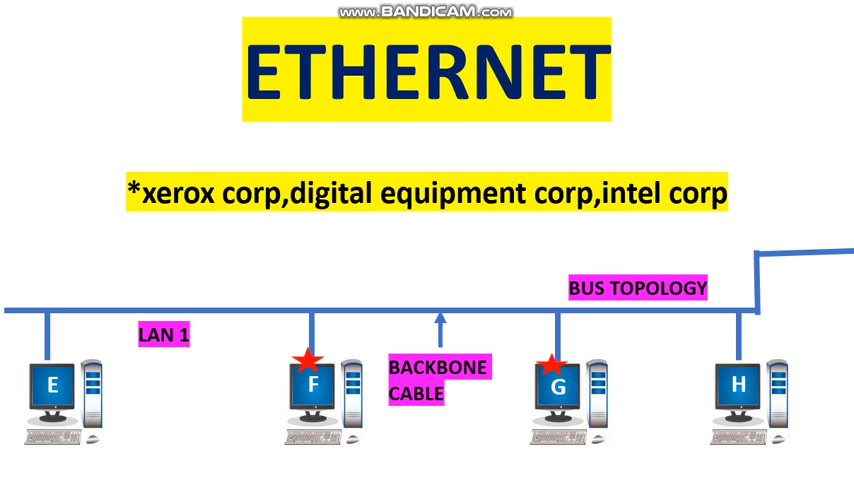 www.BANDICAM.com
ETHERNET
*xerox corp,digital equipment corp,intel corp
BUS TOPOLOGY
LAN 1
BACKBONE
CABLE
E
F
G
H